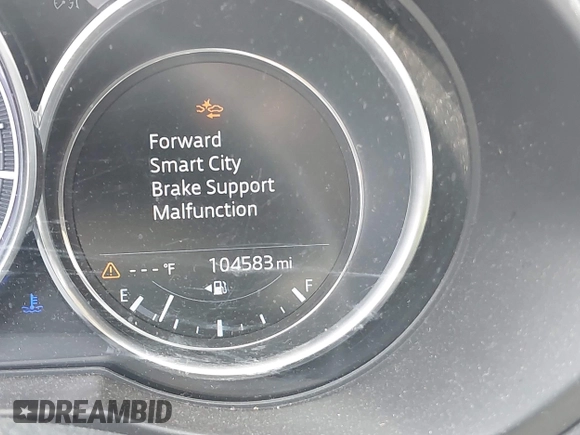 Forward
Smart City
Brake Support
Malfunction
--- °F 104583 mi
E F
DREAMBID